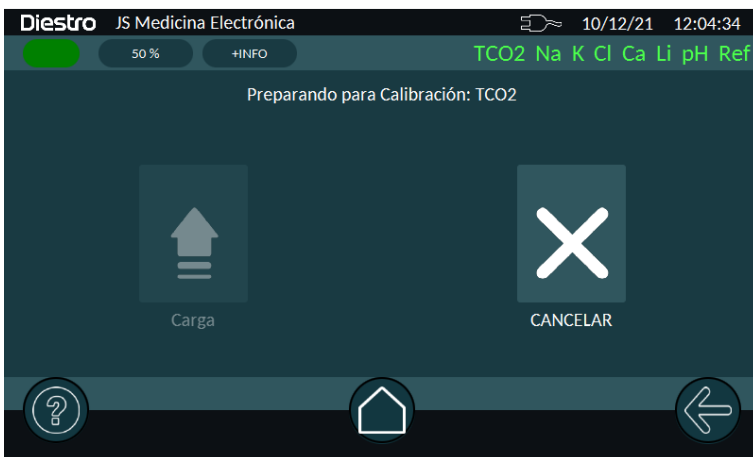 Diestro JS Medicina Electrónica 10/12/21 12:04:34
50 % +INFO TCO2 Na K Cl Ca Li pH Ref
Preparando para Calibración: TCO2
Carga CANCELAR
?